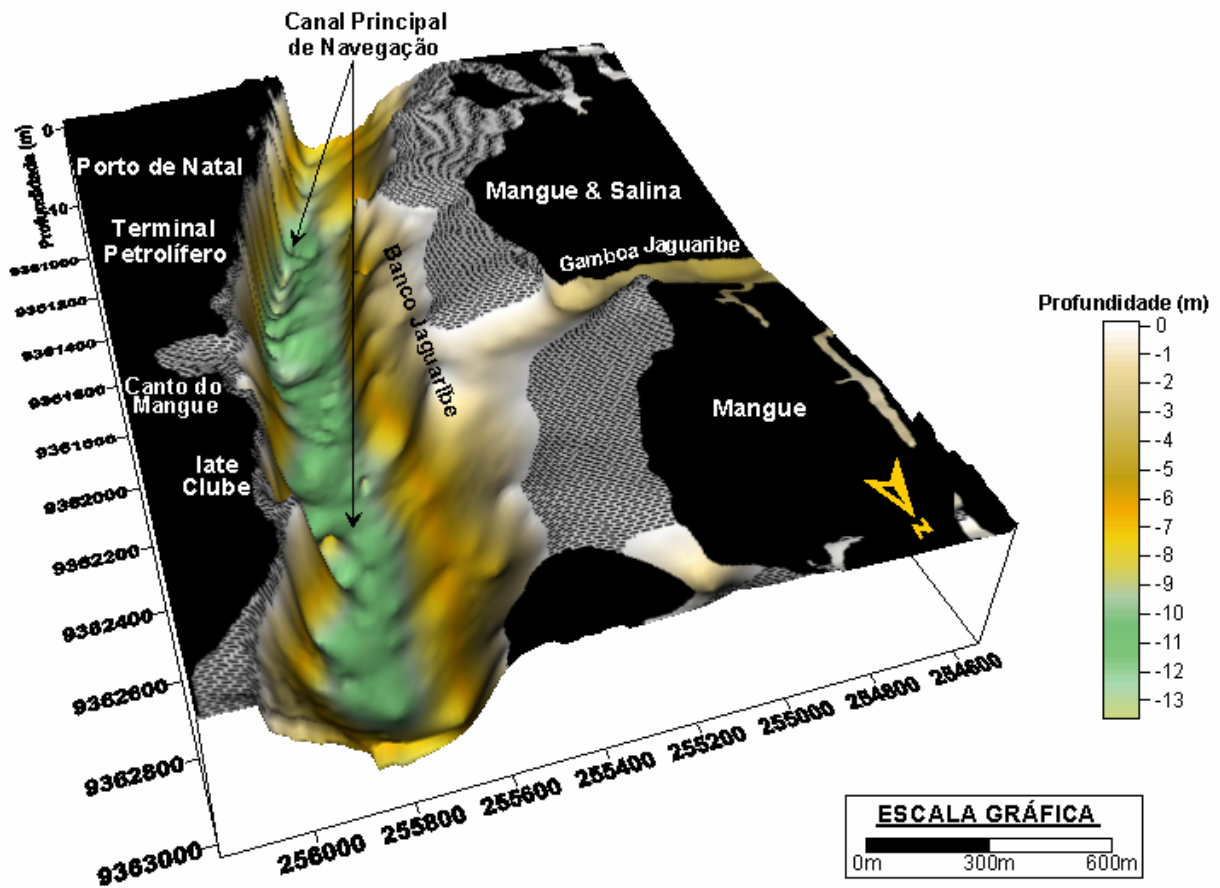 Canal Principal
de Navegação
Profundidade (m)
0
-10
Porto de Natal
Terminal
Petrolífero
Canto do
Mangue
Iate
Clube
Banco Jaguaribe
Mangue & Salina
Gamboa Jaguaribe
Mangue
N
9361000
9361200
9361400
9361600
9361800
9362000
9362200
9362400
9362600
9362800
9363000
256000
255800
255600
255400
255200
255000
254800
254600
Profundidade (m)
0
-1
-2
-3
-4
-5
-6
-7
-8
-9
-10
-11
-12
-13
ESCALA GRÁFICA
0m 300m 600m